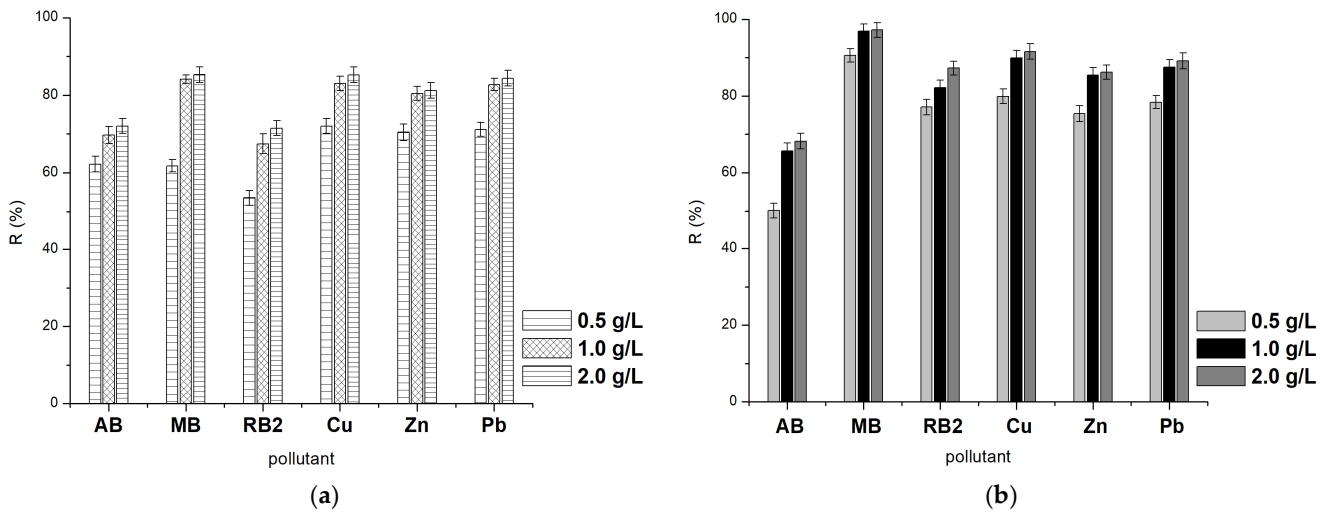 100
80
60
40
20
0
R (%)
AB MB RB2 Cu Zn Pb
pollutant
0.5 g/L
1.0 g/L
2.0 g/L
(a)
100
80
60
40
20
0
R (%)
AB MB RB2 Cu Zn Pb
pollutant
0.5 g/L
1.0 g/L
2.0 g/L
(b)